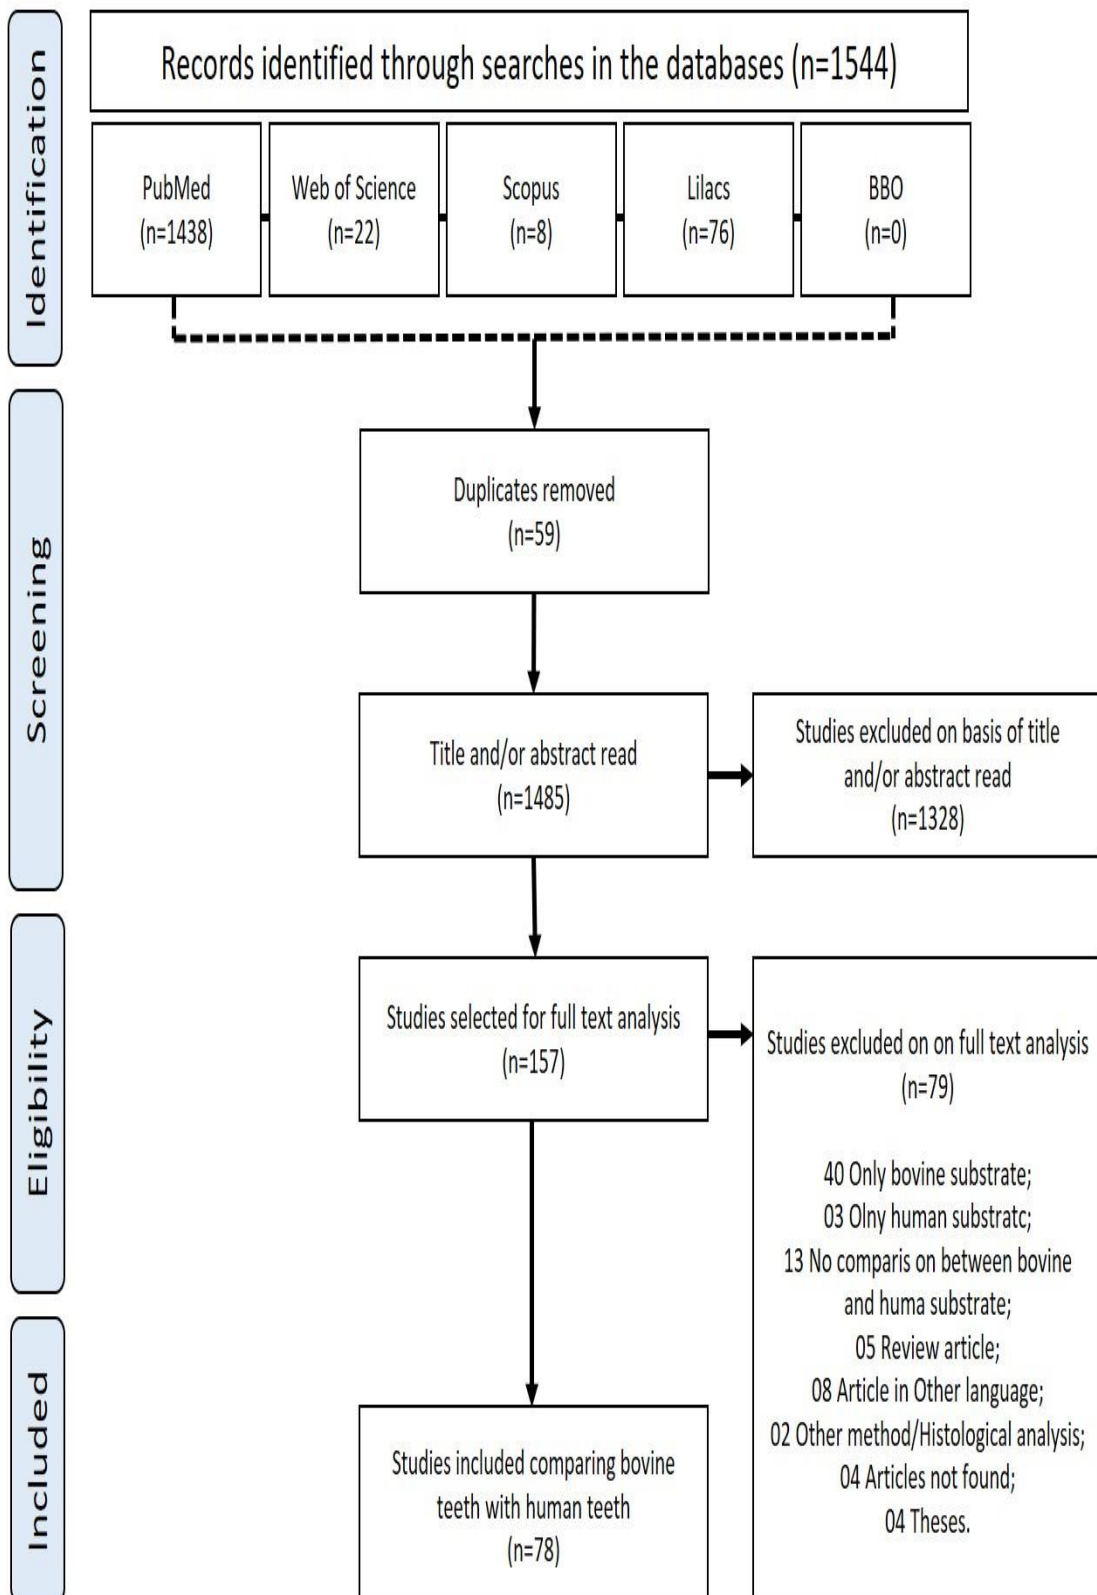 Identification
Records identified through searches in the databases (n=1544)
PubMed
(n=1438)
Web of Science
(n=22)
Scopus
(n=8)
Lilacs
(n=76)
BBO
(n=0)
Screening
Duplicates removed
(n=59)
Title and/or abstract read
(n=1485)
Studies excluded on basis of title
and/or abstract read
(n=1328)
Eligibility
Studies selected for full text analysis
(n=157)
Studies excluded on on full text analysis
(n=79)
40 Only bovine substrate;
03 Olny human substratc;
13 No comparis on between bovine
and huma substrate;
05 Review article;
08 Article in Other language;
02 Other method/Histological analysis;
04 Articles not found;
04 Theses.
Included
Studies included comparing bovine
teeth with human teeth
(n=78)